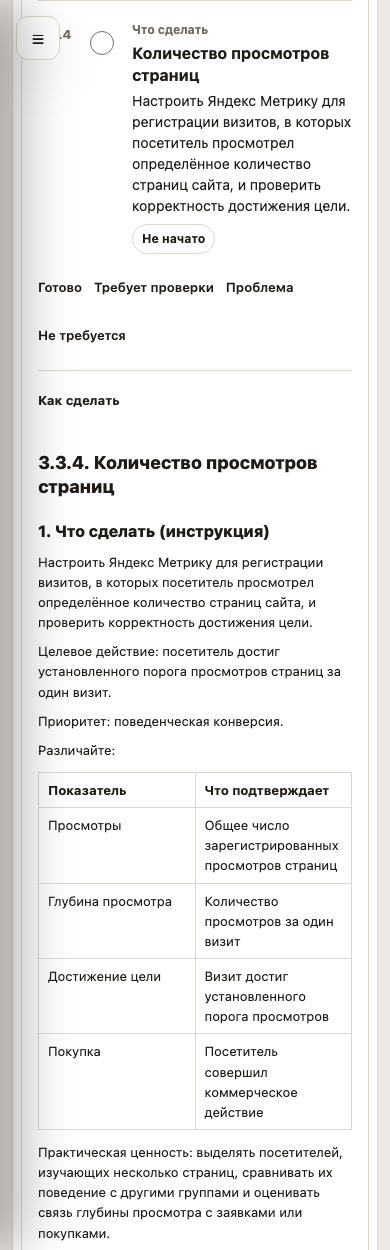 .4
Что сделать
Количество просмотров
страниц
Настроить Яндекс Метрику для
регистрации визитов, в которых
посетитель просмотрел
определённое количество
страниц сайта, и проверить
корректность достижения цели.
Не начато
Готово Требует проверки Проблема
Не требуется
Как сделать
3.3.4. Количество просмотров
страниц
1. Что сделать (инструкция)
Настроить Яндекс Метрику для регистрации
визитов, в которых посетитель просмотрел
определённое количество страниц сайта, и
проверить корректность достижения цели.
Целевое действие: посетитель достиг
установленного порога просмотров страниц за
один визит.
Приоритет: поведенческая конверсия.
Различайте:
Показатель Что подтверждает
Просмотры Общее число
зарегистрированных
просмотров страниц
Глубина просмотра Количество
просмотров за один
визит
Достижение цели Визит достиг
установленного
порога просмотров
Покупка Посетитель
совершил
коммерческое
действие
Практическая ценность: выделять посетителей,
изучающих несколько страниц, сравнивать их
поведение с другими группами и оценивать
связь глубины просмотра с заявками или
покупками.